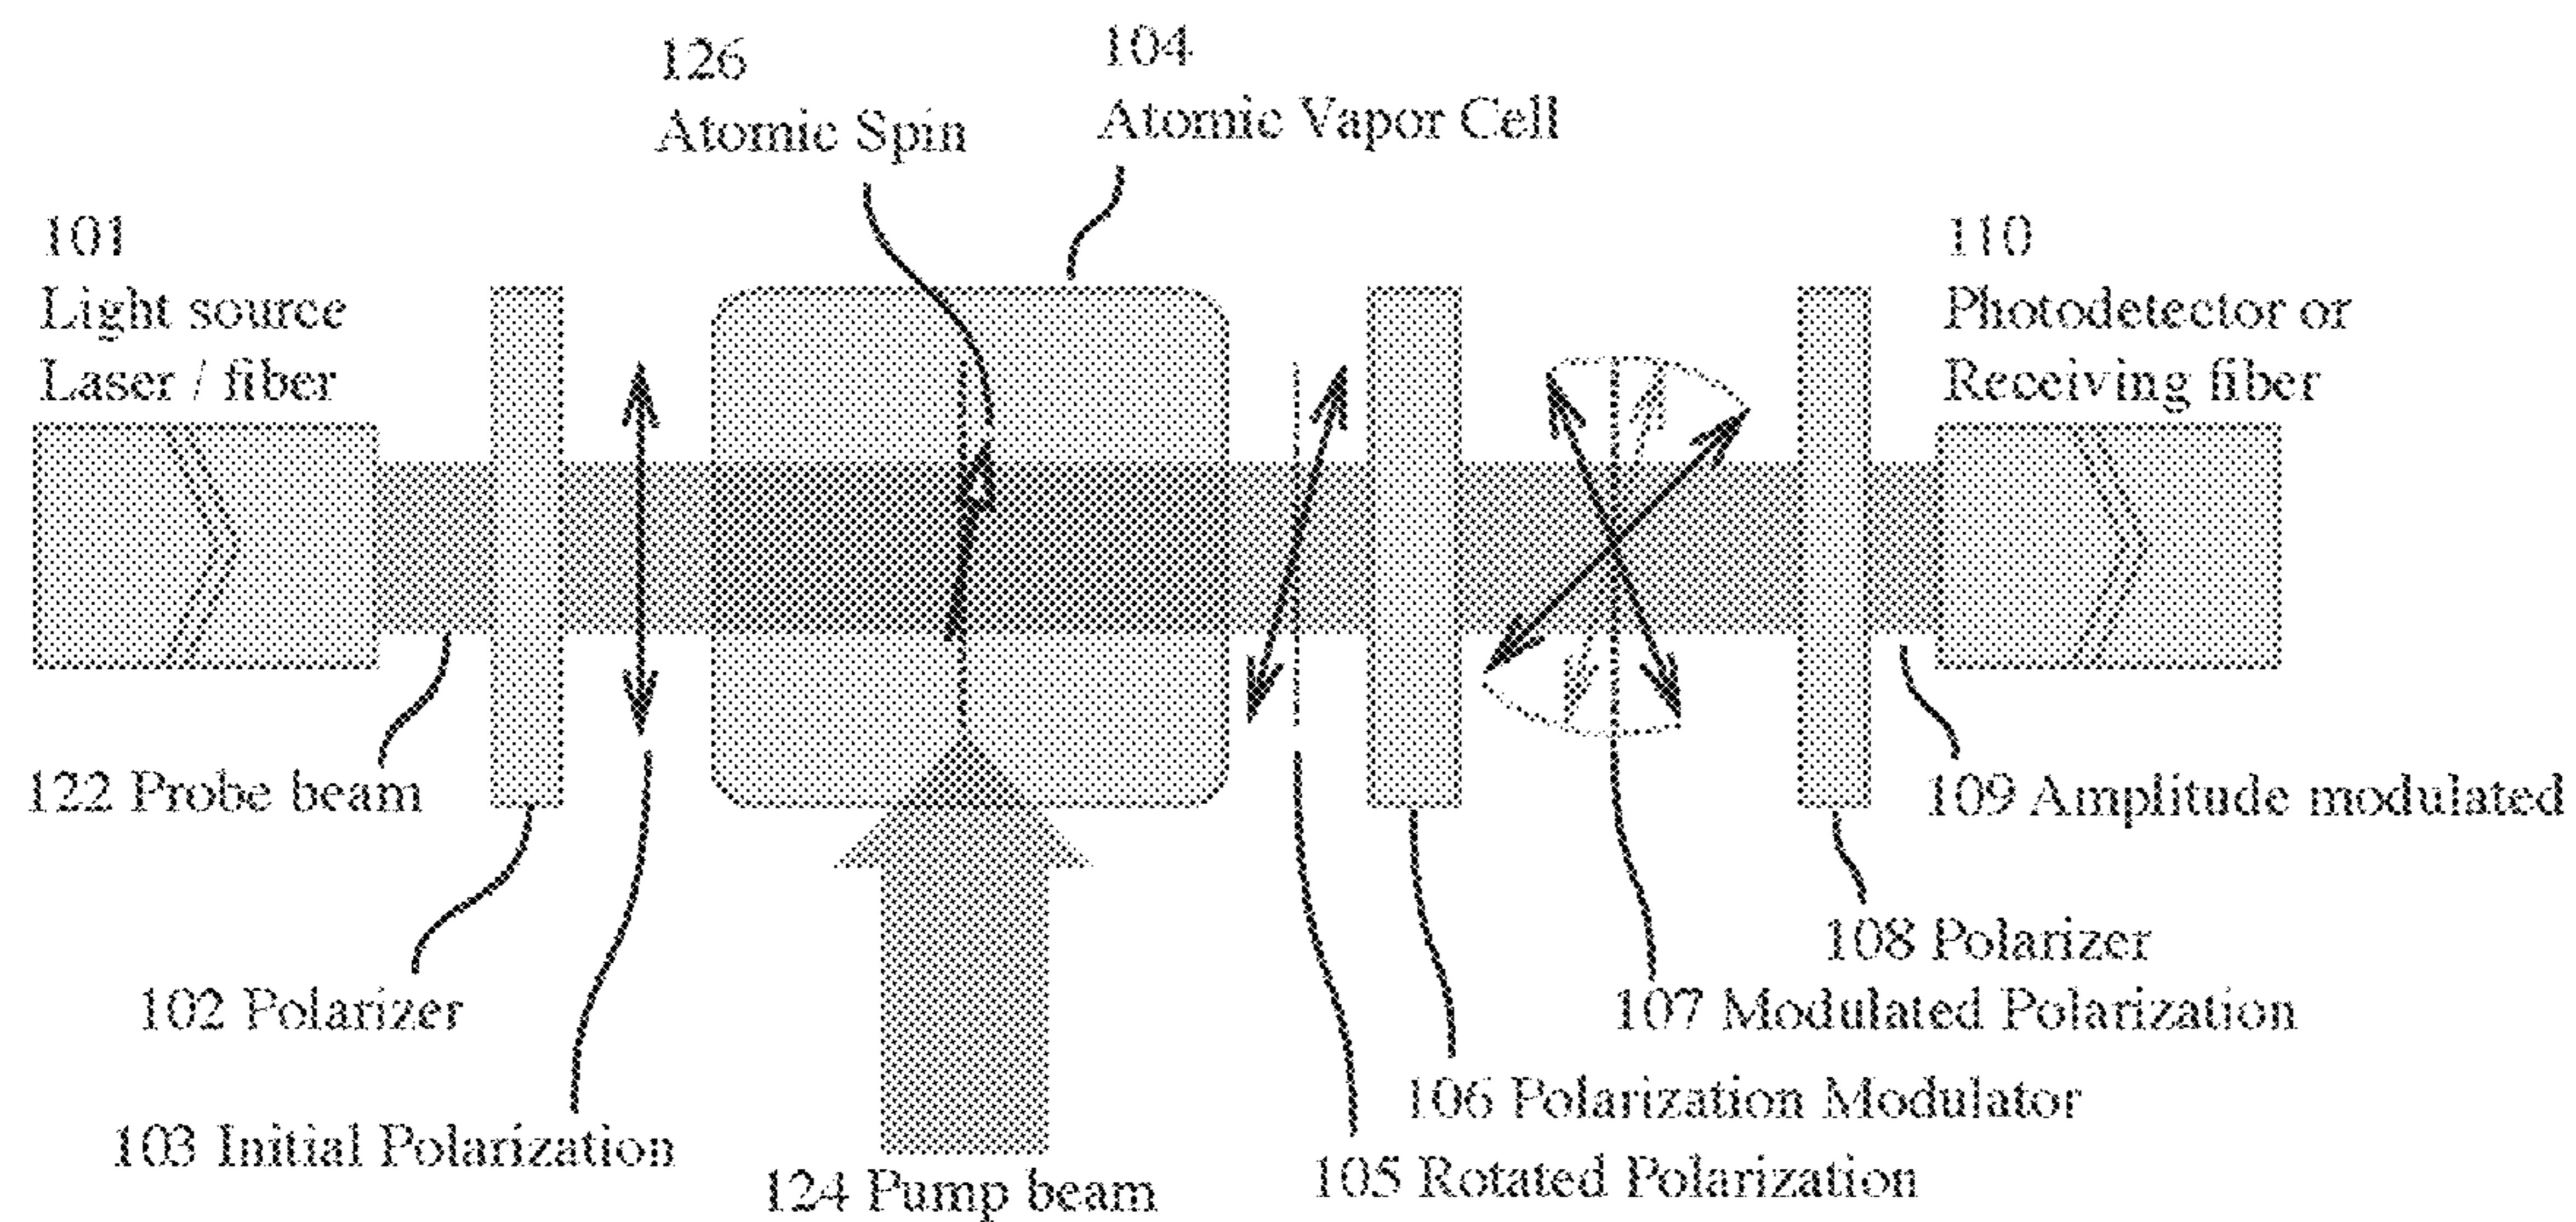 126
Atomic Spin
104
Atomic Vapor Cell
101
Light source
Laser / fiber
110
Photodetector or
Receiving fiber
122 Probe beam
109 Amplitude modulated
102 Polarizer
108 Polarizer
107 Modulated Polarization
103 Initial Polarization
106 Polarization Modulator
105 Rotated Polarization
124 Pump beam